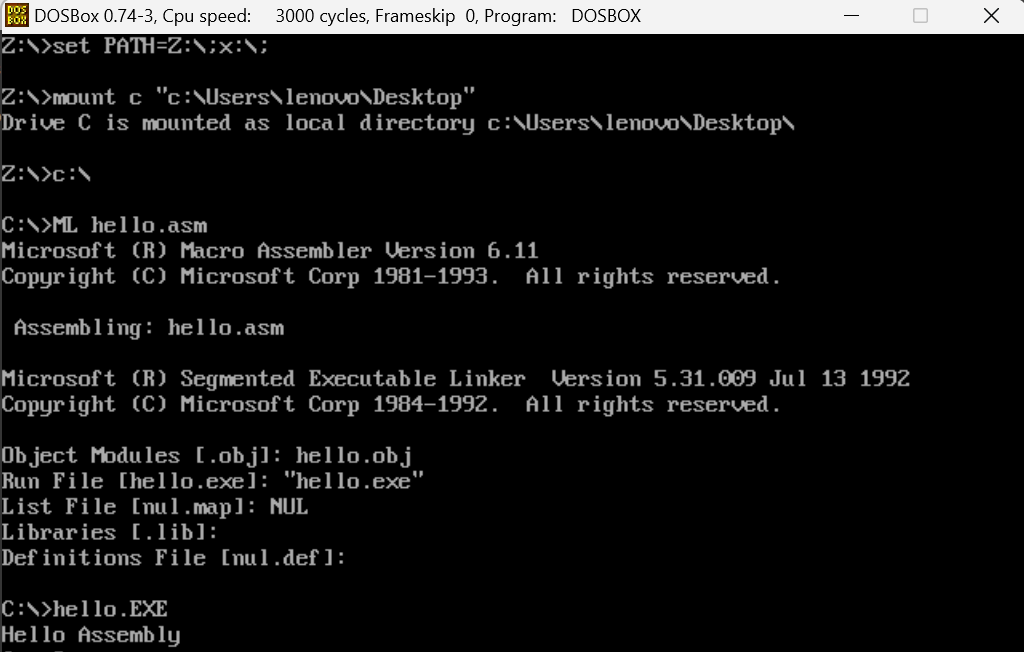 DOS BOX
DOSBox 0.74-3, Cpu speed: 3000 cycles, Frameskip 0, Program: DOSBOX
Z:\>set PATH=Z:\;x:\;
Z:\>mount c "c:\Users\lenovo\Desktop"
Drive C is mounted as local directory c:\Users\lenovo\Desktop\
Z:\>c:\
C:\>ML hello.asm
Microsoft (R) Macro Assembler Version 6.11
Copyright (C) Microsoft Corp 1981-1993. All rights reserved.
Assembling: hello.asm
Microsoft (R) Segmented Executable Linker Version 5.31.009 Jul 13 1992
Copyright (C) Microsoft Corp 1984-1992. All rights reserved.
Object Modules [.obj]: hello.obj
Run File [hello.exe]: "hello.exe"
List File [nul.map]: NUL
Libraries [.lib]:
Definitions File [nul.def]:
C:\>hello.EXE
Hello Assembly